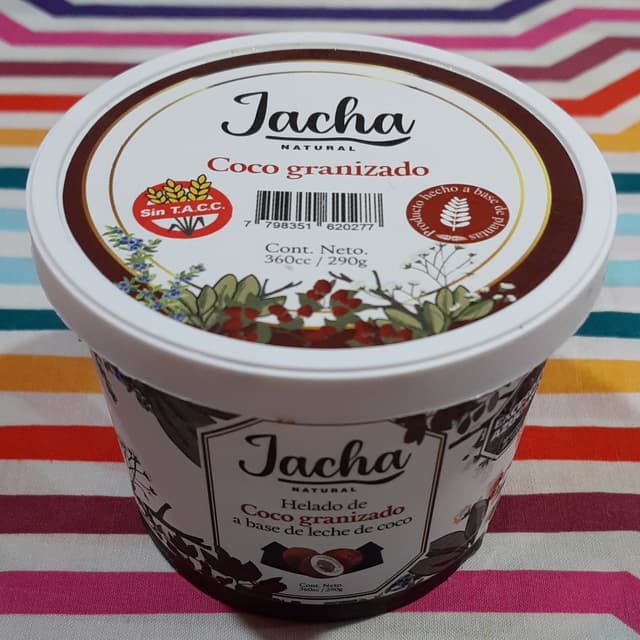 Jacha
NATURAL
Coco granizado
Sin T.A.C.C.
7 798351 620277
Producto hecho a base de plantas
Cont. Neto.
360cc / 290g
Jacha
NATURAL
Helado de
Coco granizado
a base de leche de coco
Cont. Neto.
360cc / 290g